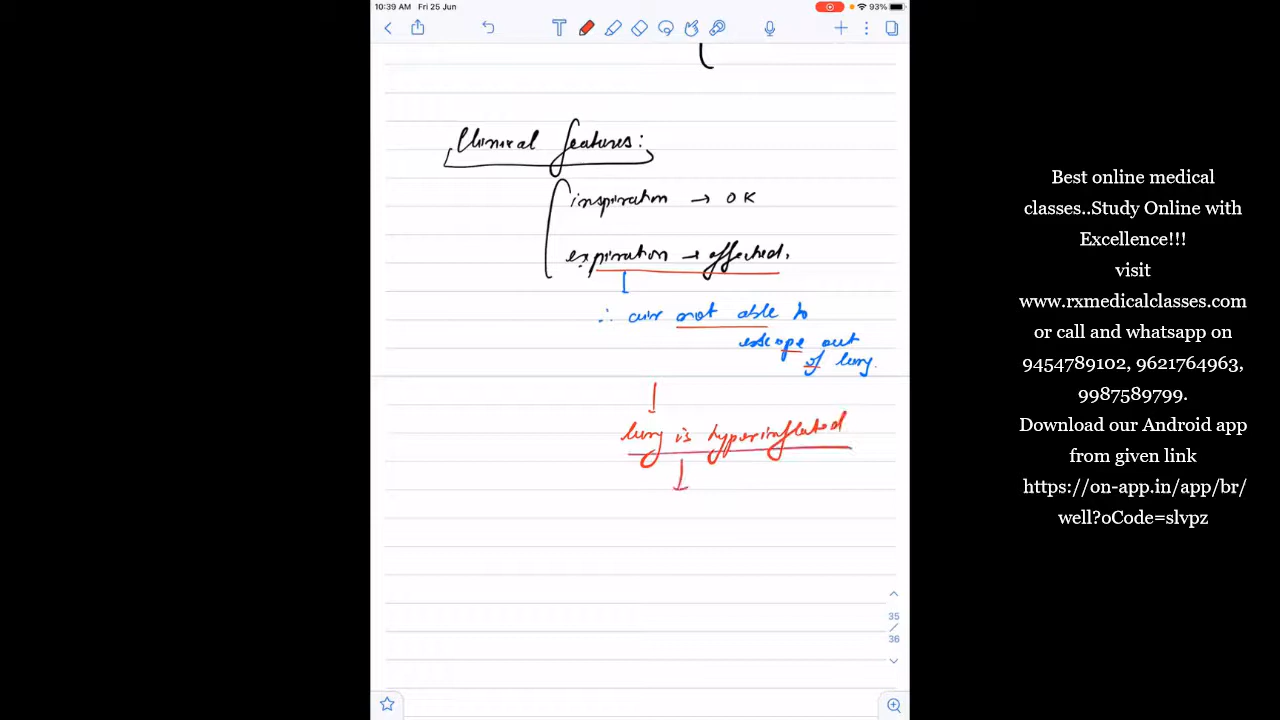 10:39 AM Fri 25 Jun
93%
Clinical features:
inspiration → OK
expiration → affected.
∴ air not able to
escape out
of lung.
lung is hyperinflated
35
/
36
Best online medical
classes..Study Online with
Excellence!!!
visit
www.rxmedicalclasses.com
or call and whatsapp on
9454789102, 9621764963,
9987589799.
Download our Android app
from given link
https://on-app.in/app/br/
well?oCode=slvpz